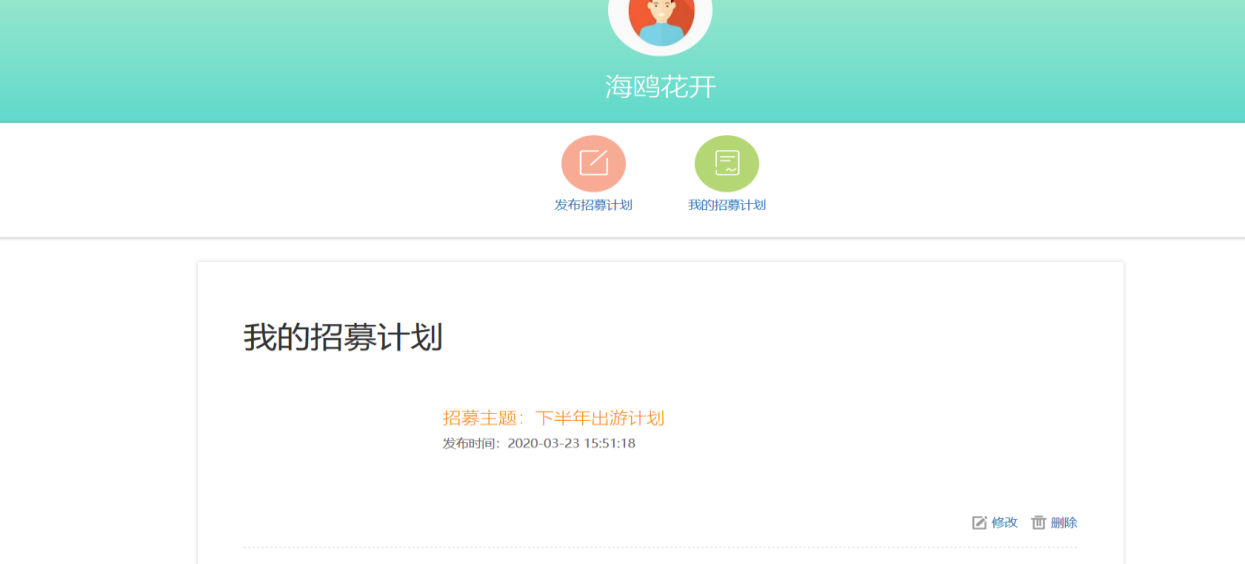 海鸥花开
发布招募计划 我的招募计划
我的招募计划
招募主题：下半年出游计划
发布时间：2020-03-23 15:51:18
修改 删除